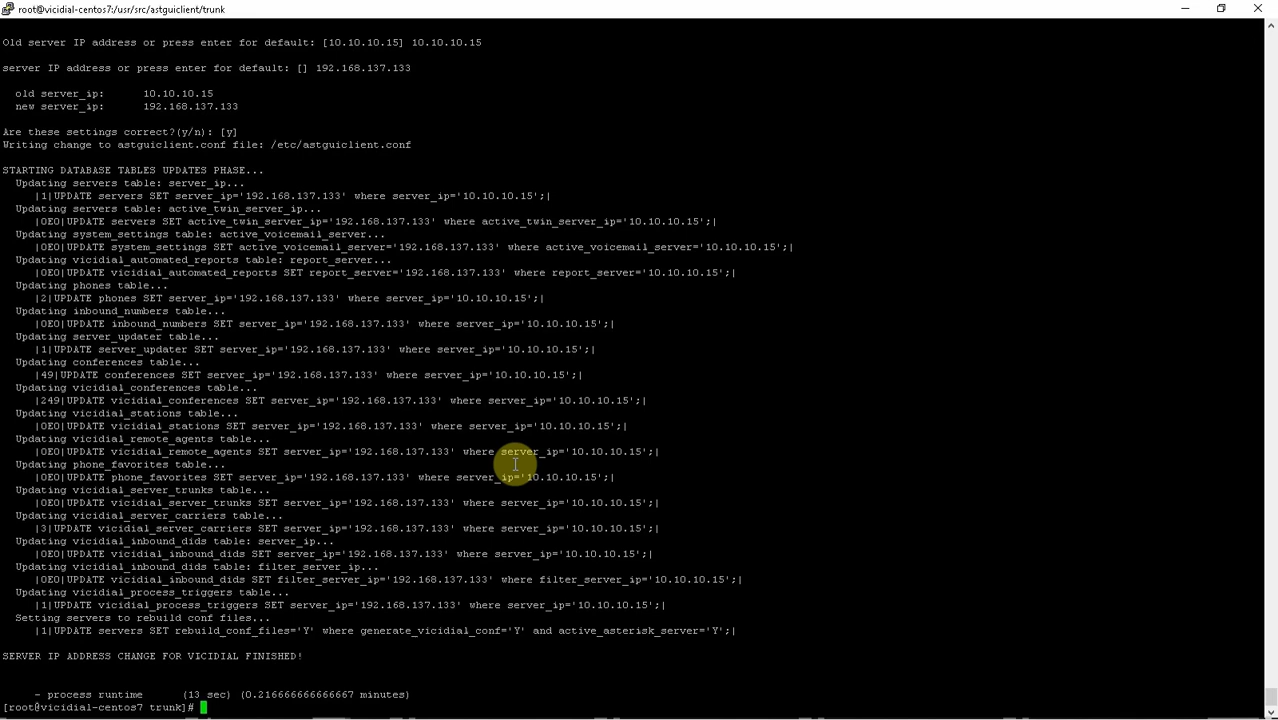 root@vicidial-centos7:/usr/src/astguiclient/trunk
Old server IP address or press enter for default: [10.10.10.15] 10.10.10.15
server IP address or press enter for default: [] 192.168.137.133
old server_ip: 10.10.10.15
new server_ip: 192.168.137.133
Are these settings correct?(y/n): [y]
Writing change to astguiclient.conf file: /etc/astguiclient.conf
STARTING DATABASE TABLES UPDATES PHASE...
Updating servers table: server_ip...
|1|UPDATE servers SET server_ip='192.168.137.133' where server_ip='10.10.10.15';|
Updating servers table: active_twin_server_ip...
|0E0|UPDATE servers SET active_twin_server_ip='192.168.137.133' where active_twin_server_ip='10.10.10.15';|
Updating system_settings table: active_voicemail_server...
|0E0|UPDATE system_settings SET active_voicemail_server='192.168.137.133' where active_voicemail_server='10.10.10.15';|
Updating vicidial_automated_reports table: report_server...
|0E0|UPDATE vicidial_automated_reports SET report_server='192.168.137.133' where report_server='10.10.10.15';|
Updating phones table...
|2|UPDATE phones SET server_ip='192.168.137.133' where server_ip='10.10.10.15';|
Updating inbound_numbers table...
|0E0|UPDATE inbound_numbers SET server_ip='192.168.137.133' where server_ip='10.10.10.15';|
Updating server_updater table...
|1|UPDATE server_updater SET server_ip='192.168.137.133' where server_ip='10.10.10.15';|
Updating conferences table...
|49|UPDATE conferences SET server_ip='192.168.137.133' where server_ip='10.10.10.15';|
Updating vicidial_conferences table...
|249|UPDATE vicidial_conferences SET server_ip='192.168.137.133' where server_ip='10.10.10.15';|
Updating vicidial_stations table...
|0E0|UPDATE vicidial_stations SET server_ip='192.168.137.133' where server_ip='10.10.10.15';|
Updating vicidial_remote_agents table...
|0E0|UPDATE vicidial_remote_agents SET server_ip='192.168.137.133' where server_ip='10.10.10.15';|
Updating phone_favorites table...
|0E0|UPDATE phone_favorites SET server_ip='192.168.137.133' where server_ip='10.10.10.15';|
Updating vicidial_server_trunks table...
|0E0|UPDATE vicidial_server_trunks SET server_ip='192.168.137.133' where server_ip='10.10.10.15';|
Updating vicidial_server_carriers table...
|3|UPDATE vicidial_server_carriers SET server_ip='192.168.137.133' where server_ip='10.10.10.15';|
Updating vicidial_inbound_dids table: server_ip...
|0E0|UPDATE vicidial_inbound_dids SET server_ip='192.168.137.133' where server_ip='10.10.10.15';|
Updating vicidial_inbound_dids table: filter_server_ip...
|0E0|UPDATE vicidial_inbound_dids SET filter_server_ip='192.168.137.133' where filter_server_ip='10.10.10.15';|
Updating vicidial_process_triggers table...
|1|UPDATE vicidial_process_triggers SET server_ip='192.168.137.133' where server_ip='10.10.10.15';|
Setting servers to rebuild conf files...
|1|UPDATE servers SET rebuild_conf_files='Y' where generate_vicidial_conf='Y' and active_asterisk_server='Y';|
SERVER IP ADDRESS CHANGE FOR VICIDIAL FINISHED!
- process runtime (13 sec) (0.216666666666667 minutes)
[root@vicidial-centos7 trunk]#